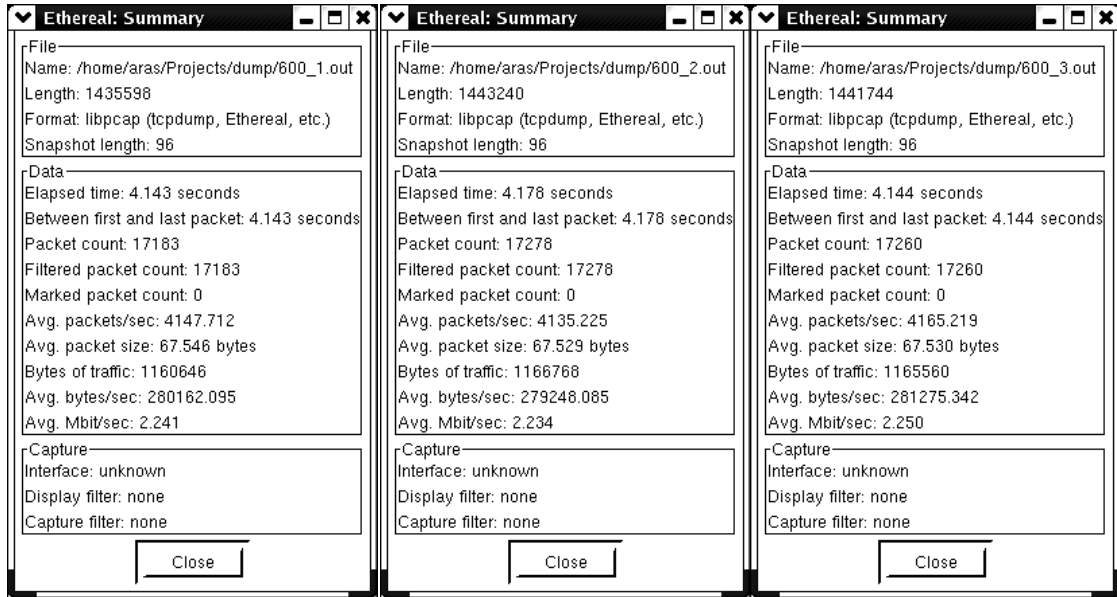 Ethereal: Summary
File
Name: /home/aras/Projects/dump/600_1.out
Length: 1435598
Format: libpcap (tcpdump, Ethereal, etc.)
Snapshot length: 96
Data
Elapsed time: 4.143 seconds
Between first and last packet: 4.143 seconds
Packet count: 17183
Filtered packet count: 17183
Marked packet count: 0
Avg. packets/sec: 4147.712
Avg. packet size: 67.546 bytes
Bytes of traffic: 1160646
Avg. bytes/sec: 280162.095
Avg. Mbit/sec: 2.241
Capture
Interface: unknown
Display filter: none
Capture filter: none
Close
Ethereal: Summary
File
Name: /home/aras/Projects/dump/600_2.out
Length: 1443240
Format: libpcap (tcpdump, Ethereal, etc.)
Snapshot length: 96
Data
Elapsed time: 4.178 seconds
Between first and last packet: 4.178 seconds
Packet count: 17278
Filtered packet count: 17278
Marked packet count: 0
Avg. packets/sec: 4135.225
Avg. packet size: 67.529 bytes
Bytes of traffic: 1166768
Avg. bytes/sec: 279248.085
Avg. Mbit/sec: 2.234
Capture
Interface: unknown
Display filter: none
Capture filter: none
Close
Ethereal: Summary
File
Name: /home/aras/Projects/dump/600_3.out
Length: 1441744
Format: libpcap (tcpdump, Ethereal, etc.)
Snapshot length: 96
Data
Elapsed time: 4.144 seconds
Between first and last packet: 4.144 seconds
Packet count: 17260
Filtered packet count: 17260
Marked packet count: 0
Avg. packets/sec: 4165.219
Avg. packet size: 67.530 bytes
Bytes of traffic: 1165560
Avg. bytes/sec: 281275.342
Avg. Mbit/sec: 2.250
Capture
Interface: unknown
Display filter: none
Capture filter: none
Close